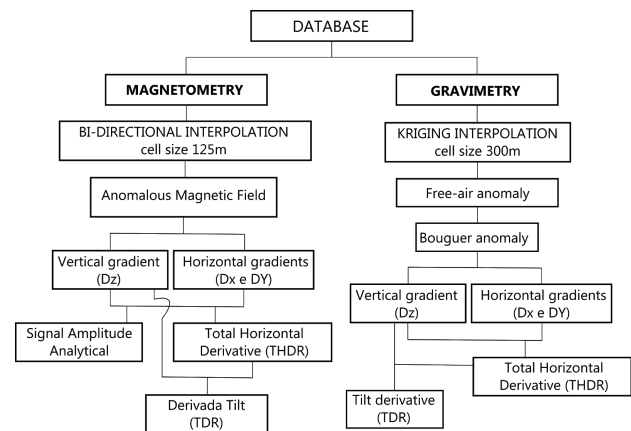 DATABASE
MAGNETOMETRY
GRAVIMETRY
BI-DIRECTIONAL INTERPOLATION
cell size 125m
KRIGING INTERPOLATION
cell size 300m
Anomalous Magnetic Field
Free-air anomaly
Bouguer anomaly
Vertical gradient
(Dz)
Horizontal gradients
(Dx e DY)
Vertical gradient
(Dz)
Horizontal gradients
(Dx e DY)
Signal Amplitude
Analytical
Total Horizontal
Derivative (THDR)
Total Horizontal
Derivative (THDR)
Derivada Tilt
(TDR)
Tilt derivative
(TDR)